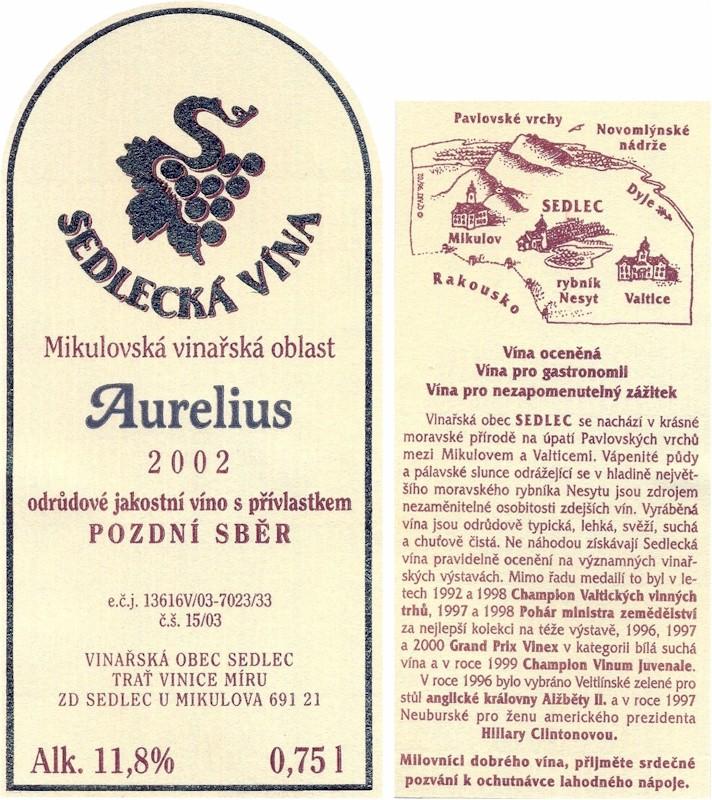 SEDLECKÁ VÍNA
Mikulovská vinařská oblast
Aurelius
2002
odrůdové jakostní víno s přívlastkem
POZDNÍ SBĚR
e.č.j. 13616V/03-7023/33
č.š. 15/03
VINAŘSKÁ OBEC SEDLEC
TRAŤ VINICE MÍRU
ZD SEDLEC U MIKULOVA 691 21
Alk. 11,8% 0,75 l
Pavlovské vrchy
Novomlýnské
nádrže
Dyle
SEDLEC
Mikulov
Rakousko
rybník
Nesyt
Valtice
Vína oceněná
Vína pro gastronomii
Vína pro nezapomenutelný zážitek
Vinařská obec SEDLEC se nachází v krásné
moravské přírodě na úpatí Pavlovských vrchů
mezi Mikulovem a Valticemi. Vápenité půdy
a pálavské slunce odrážející se v hladině největ-
šího moravského rybníka Nesytu jsou zdrojem
nezaměnitelné osobitosti zdejších vín. Vyráběná
vína jsou odrůdově typická, lehká, svěží, suchá
a chuťově čistá. Ne náhodou získávají Sedlecká
vína pravidelně ocenění na významných vinař-
ských výstavách. Mimo řadu medailí to byl v le-
tech 1992 a 1998 Champion Valtických vinných
trhů, 1997 a 1998 Pohár ministra zemědělství
za nejlepší kolekci na téže výstavě, 1996, 1997
a 2000 Grand Prix Vinex v kategorii bílá suchá
vína a v roce 1999 Champion Vinum Juvenale.
V roce 1996 bylo vybráno Veltlínské zelené pro
stůl anglické královny Alžběty II. a v roce 1997
Neuburské pro ženu amerického prezidenta
Hillary Clintonovou.
Milovníci dobrého vína, přijměte srdečné
pozvání k ochutnávce lahodného nápoje.